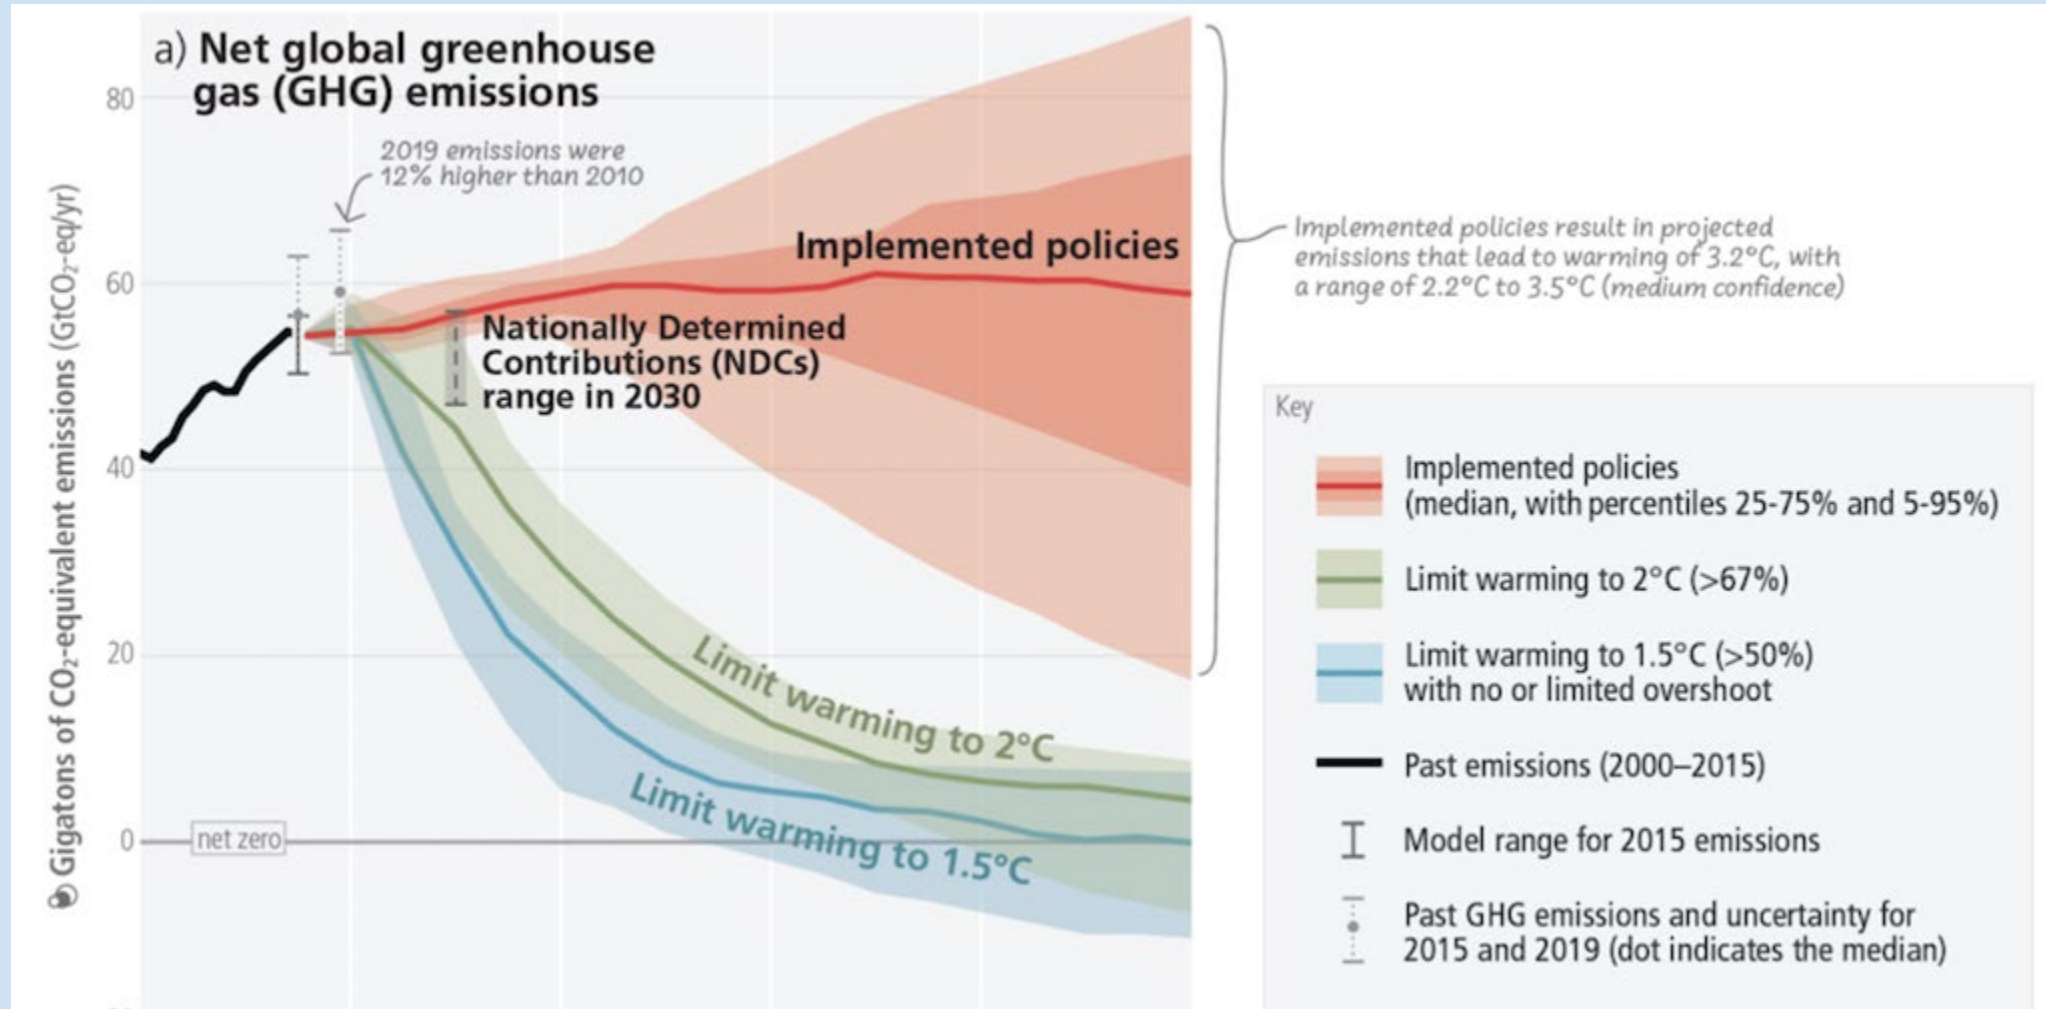 a) Net global greenhouse
gas (GHG) emissions
80
60
40
20
0
Gigatons of CO₂-equivalent emissions (GtCO₂-eq/yr)
2019 emissions were
12% higher than 2010
Implemented policies
Nationally Determined
Contributions (NDCs)
range in 2030
Limit warming to 2°C
Limit warming to 1.5°C
net zero
Implemented policies result in projected
emissions that lead to warming of 3.2°C, with
a range of 2.2°C to 3.5°C (medium confidence)
Key
Implemented policies
(median, with percentiles 25-75% and 5-95%)
Limit warming to 2°C (>67%)
Limit warming to 1.5°C (>50%)
with no or limited overshoot
Past emissions (2000–2015)
Model range for 2015 emissions
Past GHG emissions and uncertainty for
2015 and 2019 (dot indicates the median)